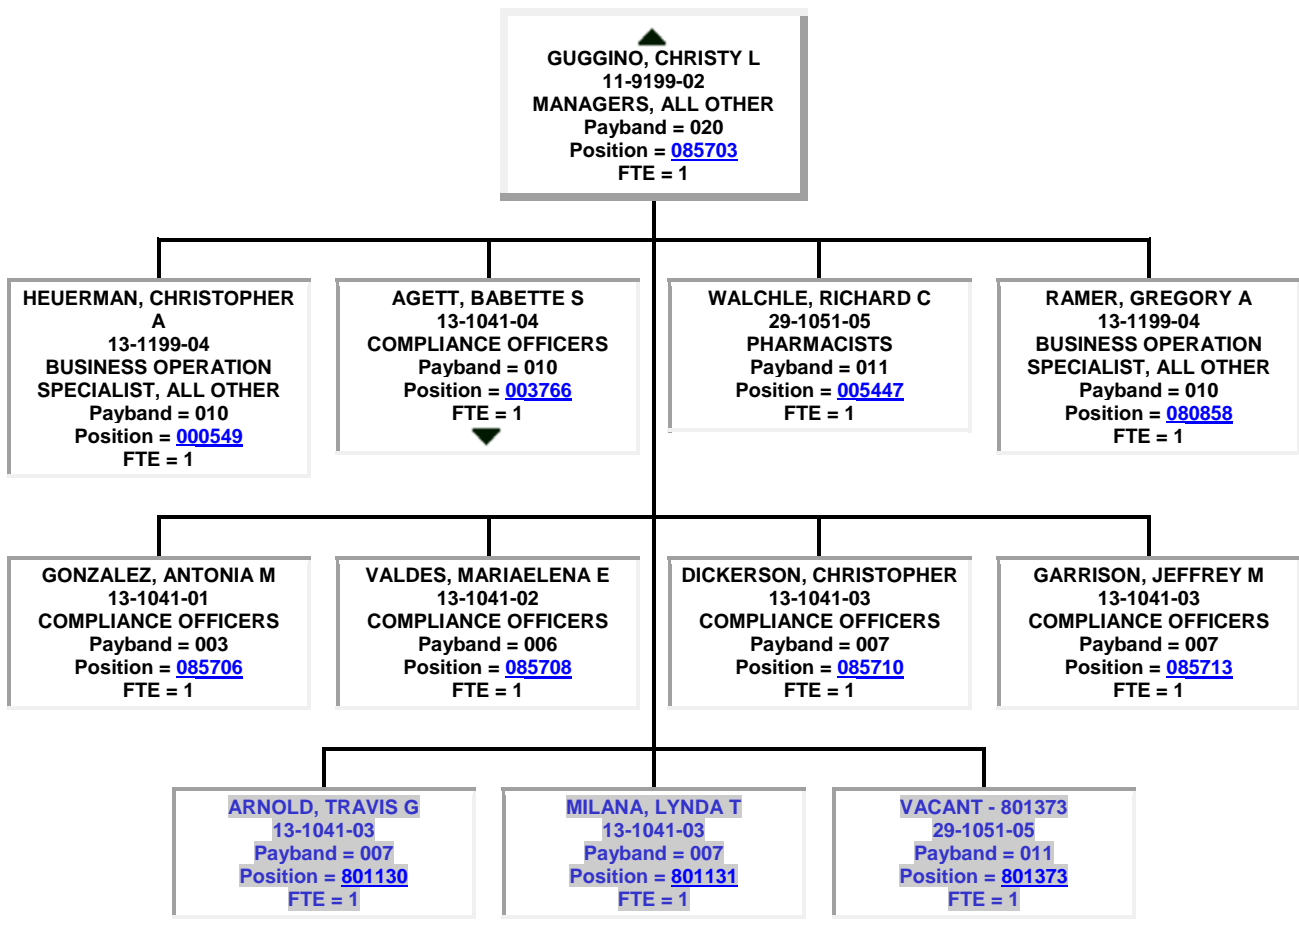 GUGGINO, CHRISTY L
11-9199-02
MANAGERS, ALL OTHER
Payband = 020
Position = 085703
FTE = 1
HEUERMAN, CHRISTOPHER
A
13-1199-04
BUSINESS OPERATION
SPECIALIST, ALL OTHER
Payband = 010
Position = 000549
FTE = 1
AGETT, BABETTE S
13-1041-04
COMPLIANCE OFFICERS
Payband = 010
Position = 003766
FTE = 1
WALCHLE, RICHARD C
29-1051-05
PHARMACISTS
Payband = 011
Position = 005447
FTE = 1
RAMER, GREGORY A
13-1199-04
BUSINESS OPERATION
SPECIALIST, ALL OTHER
Payband = 010
Position = 080858
FTE = 1
GONZALEZ, ANTONIA M
13-1041-01
COMPLIANCE OFFICERS
Payband = 003
Position = 085706
FTE = 1
VALDES, MARIAELENA E
13-1041-02
COMPLIANCE OFFICERS
Payband = 006
Position = 085708
FTE = 1
DICKERSON, CHRISTOPHER
13-1041-03
COMPLIANCE OFFICERS
Payband = 007
Position = 085710
FTE = 1
GARRISON, JEFFREY M
13-1041-03
COMPLIANCE OFFICERS
Payband = 007
Position = 085713
FTE = 1
ARNOLD, TRAVIS G
13-1041-03
Payband = 007
Position = 801130
FTE = 1
MILANA, LYNDA T
13-1041-03
Payband = 007
Position = 801131
FTE = 1
VACANT - 801373
29-1051-05
Payband = 011
Position = 801373
FTE = 1